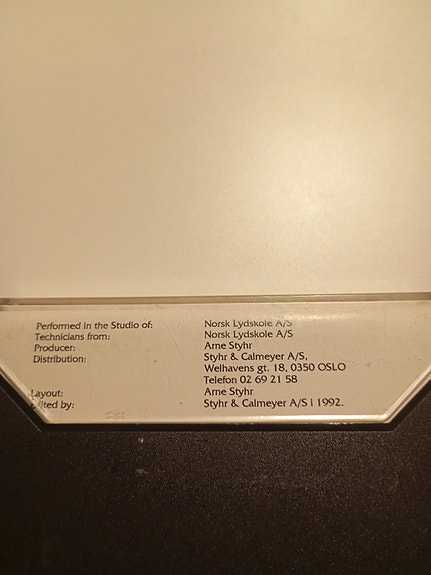 Performed in the Studio of: Norsk Lydskole A/S
Technicians from: Norsk Lydskole A/S
Producer: Arne Styhr
Distribution: Styhr & Calmeyer A/S,
Welhavens gt. 18, 0350 OSLO
Telefon 02 69 21 58
Layout: Arne Styhr
Edited by: Styhr & Calmeyer A/S i 1992.